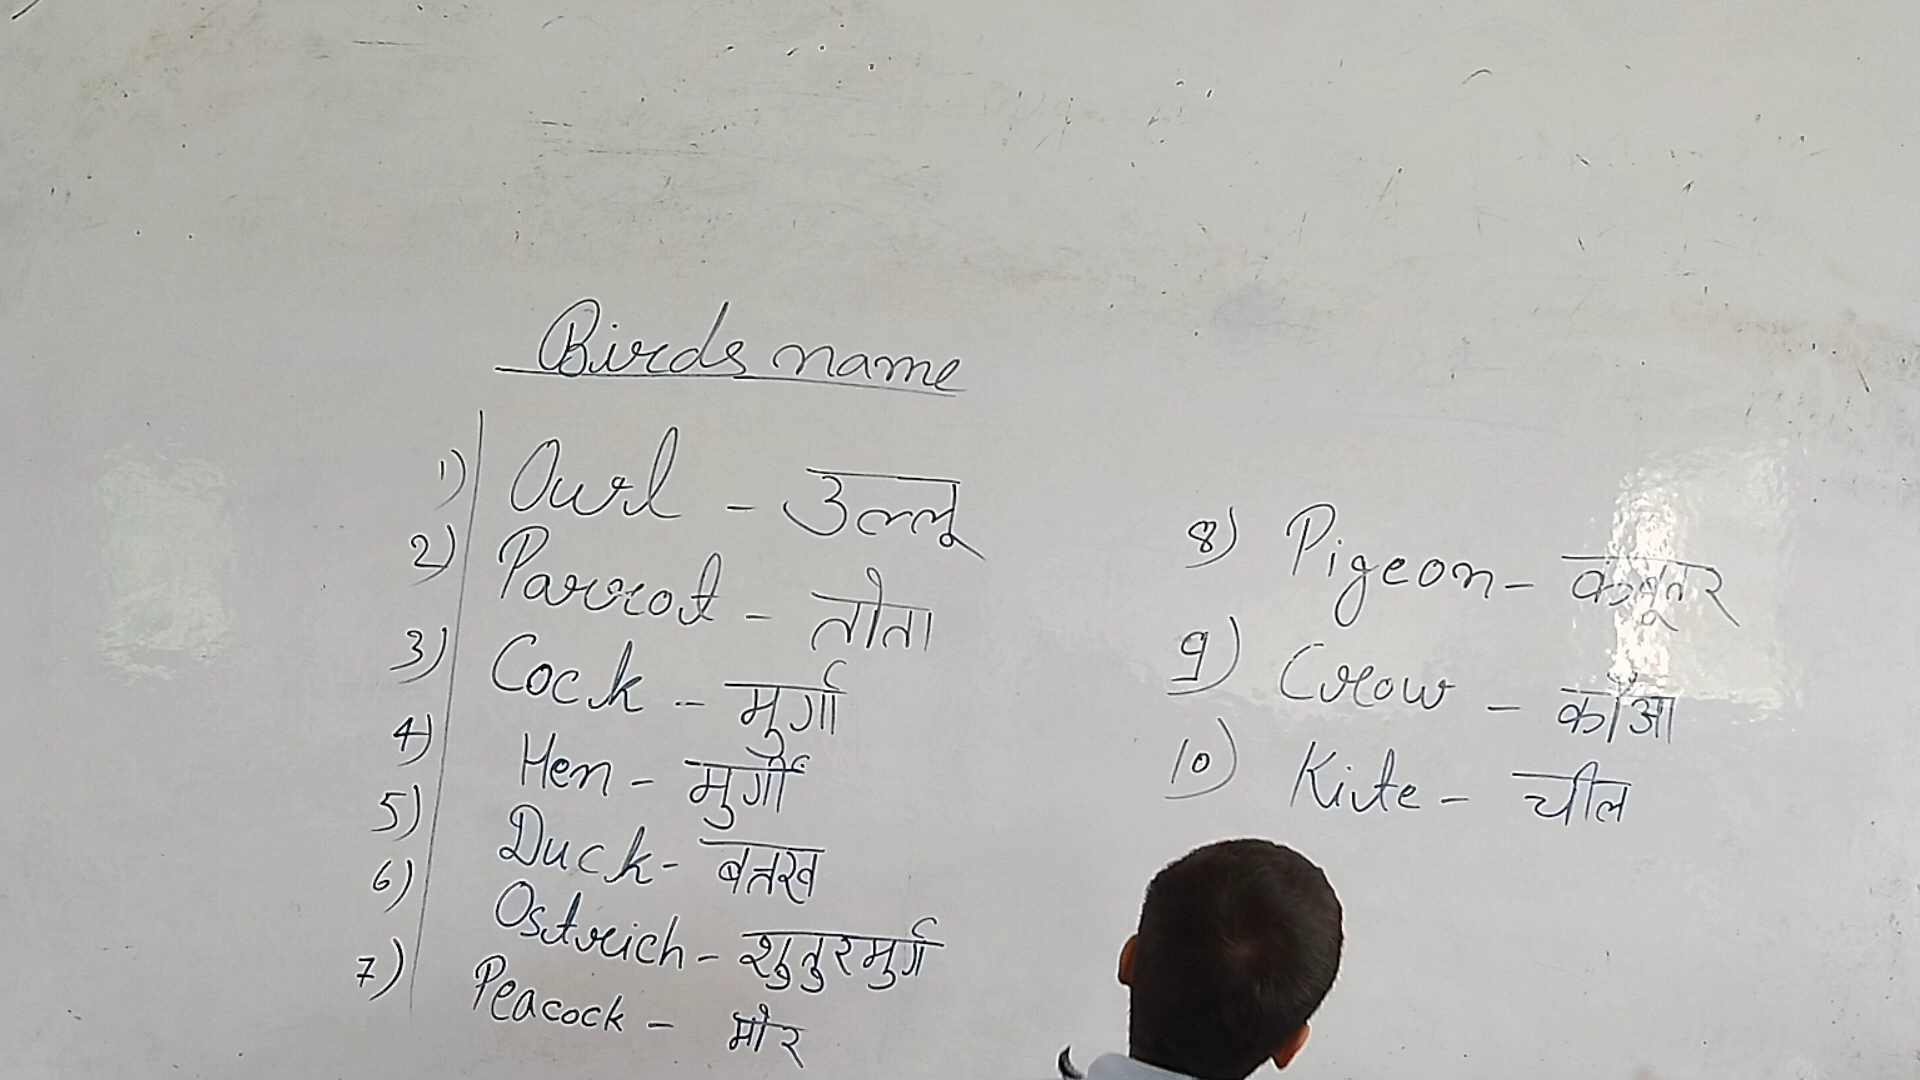 Birds name
1) Ourl - उल्लू
2) Parrot - तोता
3) Cock - मुर्गा
4) Hen - मुर्गी
5) Duck - बतख
6) Ostrich - शुतुरमुर्ग
7) Peacock - मोर
8) Pigeon - कबूतर
9) Crow - कौआ
10) Kite - चील